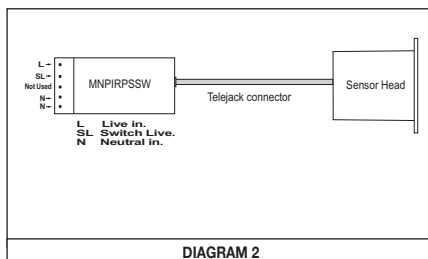 L
SL
Not Used
N
N
MNPIRPSSW
Telejack connector
Sensor Head
L Live in.
SL Switch Live.
N Neutral in.
DIAGRAM 2